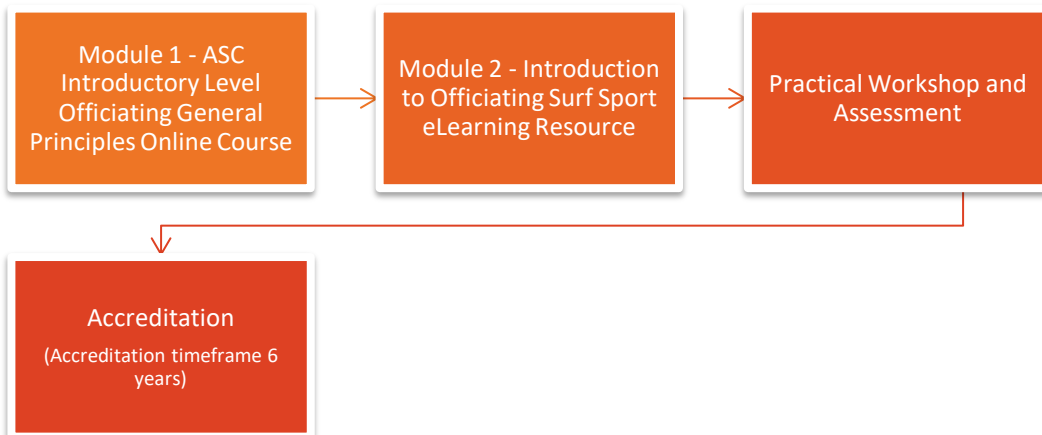 Module 1 - ASC
Introductory Level
Officiating General
Principles Online Course
Module 2 - Introduction
to Officiating Surf Sport
eLearning Resource
Practical Workshop and
Assessment
Accreditation
(Accreditation timeframe 6
years)